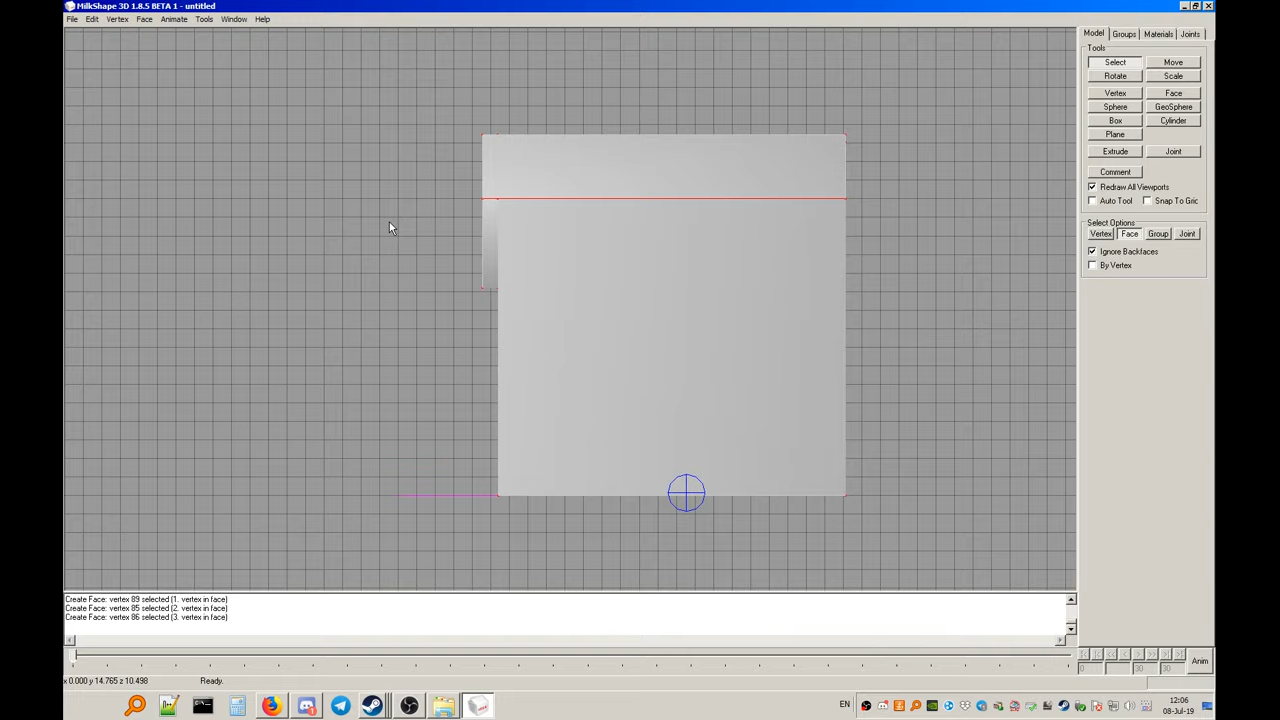 MilkShape 3D 1.8.5 BETA 1 - untitled
File Edit Vertex Face Animate Tools Window Help
Model Groups Materials Joints
Tools
Select Move
Rotate Scale
Vertex Face
Sphere GeoSphere
Box Cylinder
Plane
Extrude Joint
Comment
Redraw All Viewports
Auto Tool Snap To Gric
Select Options
Vertex Face Group Joint
Ignore Backfaces
By Vertex
Create Face: vertex 89 selected (1. vertex in face)
Create Face: vertex 85 selected (2. vertex in face)
Create Face: vertex 86 selected (3. vertex in face)
Anim
0 30 30
x 0.000 y 14.765 z 10.498 Ready.
EN
12:06
08-Jul-19